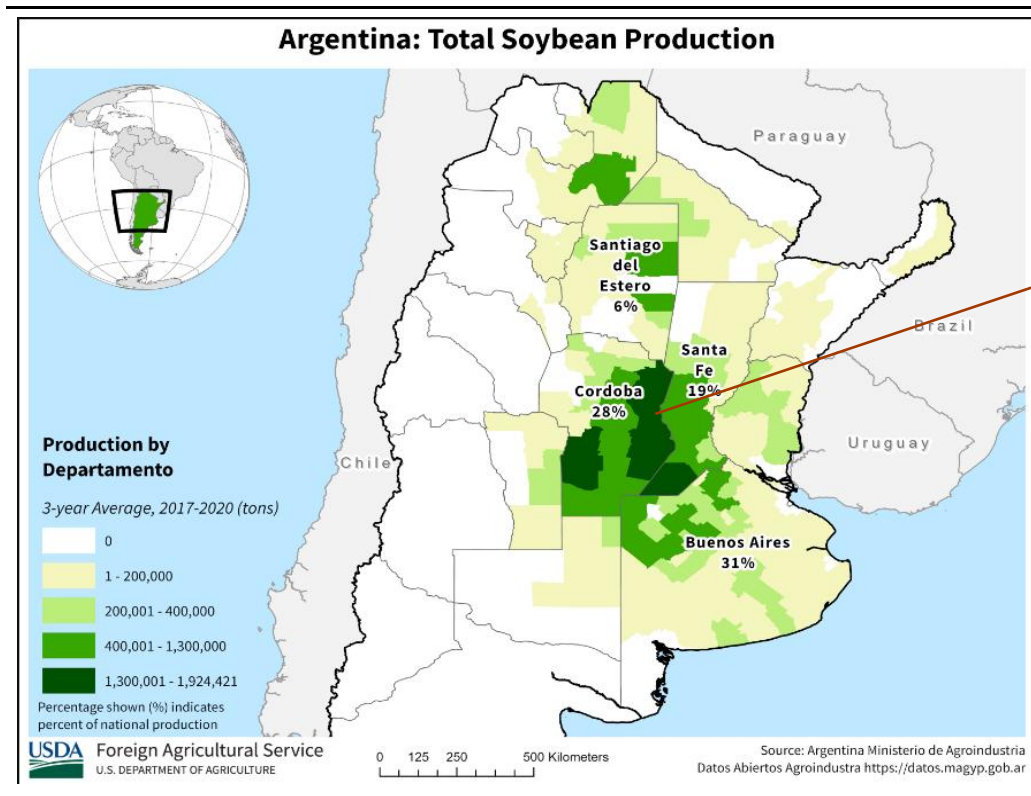 Argentina: Total Soybean Production
Paraguay
Santiago
del
Estero
6%
Brazil
Santa
Fe
19%
Cordoba
28%
Uruguay
Chile
Buenos Aires
31%
Production by
Departamento
3-year Average, 2017-2020 (tons)
0
1 - 200,000
200,001 - 400,000
400,001 - 1,300,000
1,300,001 - 1,924,421
Percentage shown (%) indicates
percent of national production
USDA Foreign Agricultural Service
U.S. DEPARTMENT OF AGRICULTURE
0 125 250 500 Kilometers
Source: Argentina Ministerio de Agroindustria
Datos Abiertos Agroindustra https://datos.magyp.gob.ar